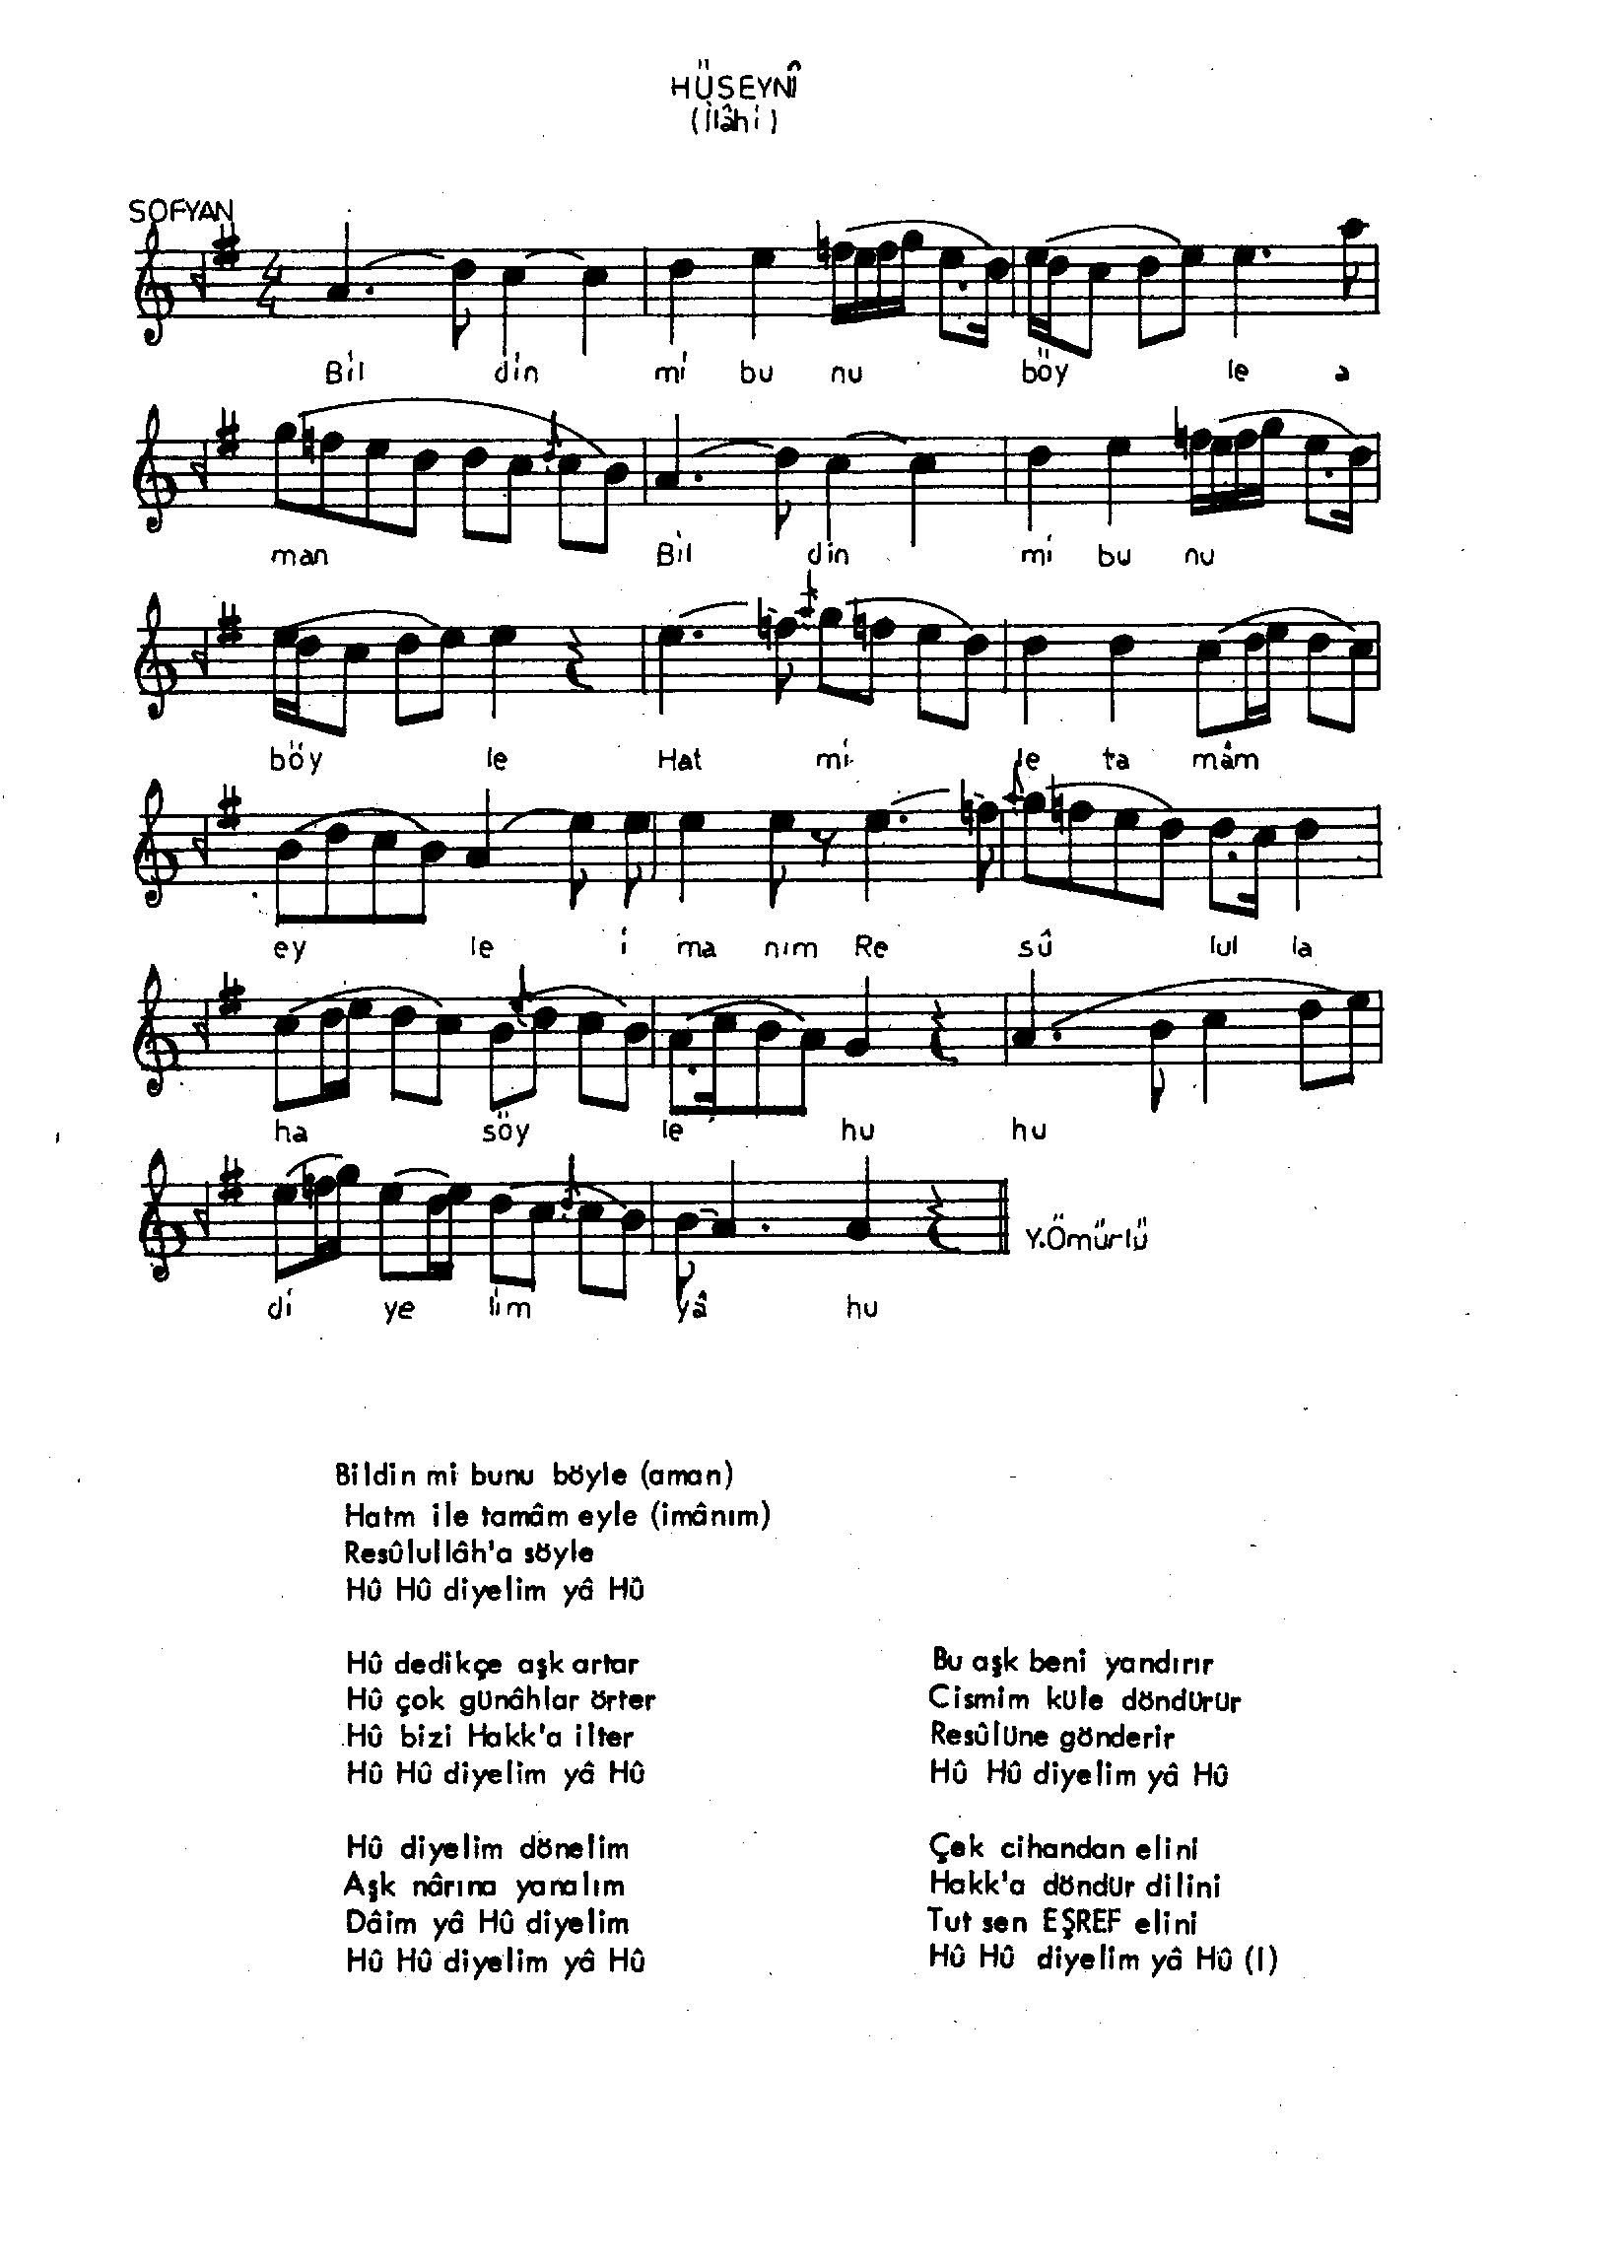 HÜSEYNÎ
(İlâhi)
SOFYAN
4
4
Bil din mi bu nu böy le a
man Bil din mi bu nu
böy le Hat mi le ta mâm
ey le i ma nım Re sû lul la
ha söy le hu hu
di ye lim yâ hu
Y.Ömürlü
Bildin mi bunu böyle (aman)
Hatm ile tamâm eyle (imânım)
Resûlullâh'a söyle
Hû Hû diyelim yâ Hû
Hû dedikçe aşk artar
Hû çok günâhlar örter
Hû bizi Hakk'a ilter
Hû Hû diyelim yâ Hû
Hû diyelim dönelim
Aşk nârına yanalım
Dâim yâ Hû diyelim
Hû Hû diyelim yâ Hû
Bu aşk beni yandırır
Cismim küle döndürür
Resûlüne gönderir
Hû Hû diyelim yâ Hû
Çek cihandan elini
Hakk'a döndür dilini
Tut sen EŞREF elini
Hû Hû diyelim yâ Hû (I)